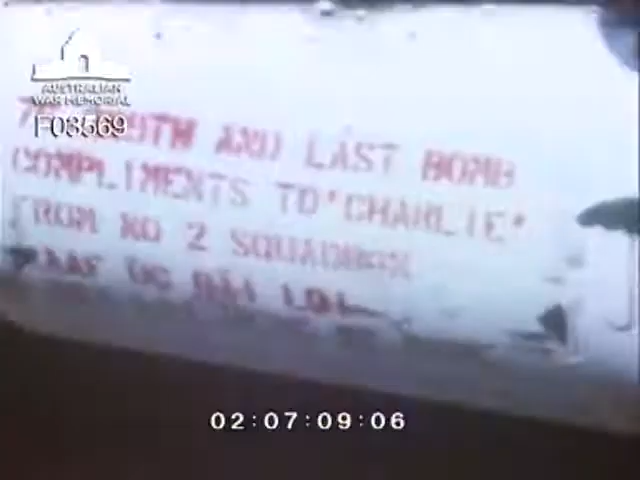 AUSTRALIAN
WAR MEMORIAL
F03569
AND LAST BOMB
COMPLIMENTS TO "CHARLIE"
FROM NO 2 SQUADRON
02:07:09:06